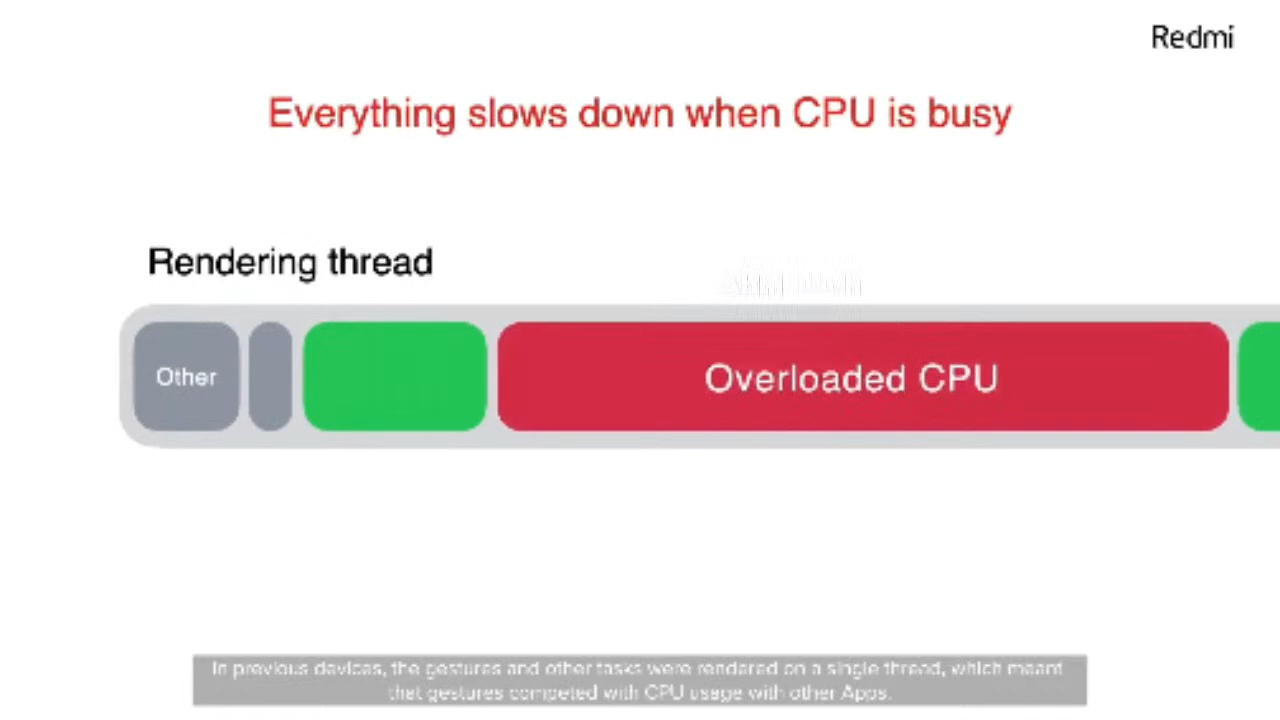 Redmi
Everything slows down when CPU is busy
Rendering thread
Other
Overloaded CPU
In previous devices, the gestures and other tasks were rendered on a single thread, which meant
that gestures competed with CPU usage with other Apps.